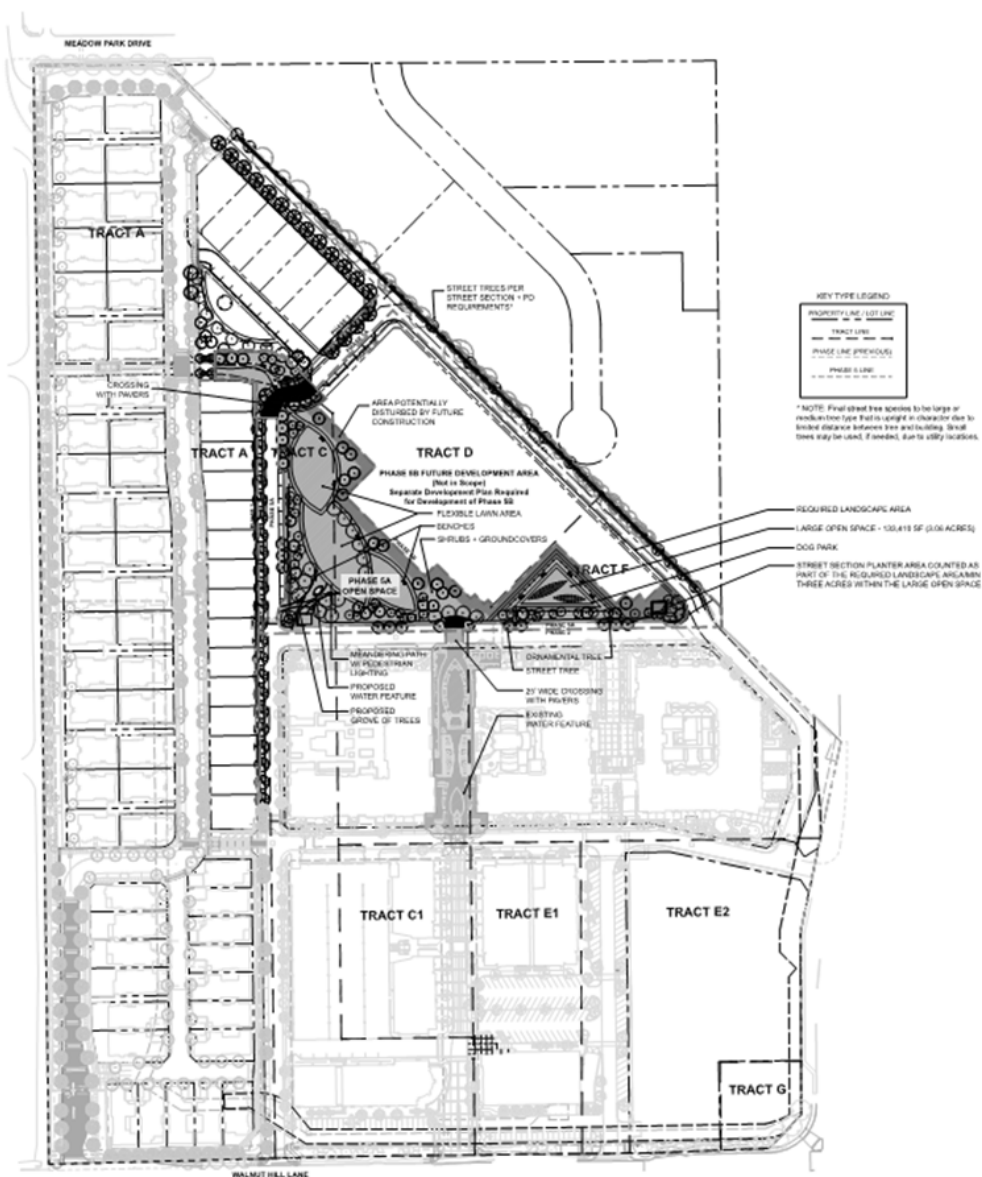 MEADOW PARK DRIVE
TRACT A
STREET TREES PER
STREET SECTION + PD
REQUIREMENTS*
KEY TYPE LEGEND
PROPERTY LINE / LOT LINE
TRACT LINE
PHASE LINE (PREVIOUS)
PHASE 5 LINE
* NOTE: Final street tree species to be large or
medium tree type that is upright in character due to
limited distance between tree and building. Small
trees may be used, if needed, due to utility locations.
CROSSING
WITH PAVERS
AREA POTENTIALLY
DISTURBED BY FUTURE
CONSTRUCTION
TRACT A
TRACT C
TRACT D
PHASE 5B FUTURE DEVELOPMENT AREA
(Not in Scope)
Separate Development Plan Required
for Development of Phase 5B
FLEXIBLE LAWN AREA
BENCHES
SHRUBS + GROUNDCOVERS
REQUIRED LANDSCAPE AREA
LARGE OPEN SPACE -
DOG PARK
STREET SECTION PLANTER AREA COUNTED AS
PART OF THE REQUIRED LANDSCAPE AREA/MIN
THREE ACRES WITHIN THE LARGE OPEN SPACE
TRACT F
PHASE 5A
OPEN SPACE
PHASE 5A
MEANDERING PATH
W/ PEDESTRIAN
LIGHTING
PROPOSED
WATER FEATURE
PROPOSED
GROVE OF TREES
ORNAMENTAL TREE
STREET TREE
25' WIDE CROSSING
WITH PAVERS
EXISTING
WATER FEATURE
TRACT C1
TRACT E1
TRACT E2
TRACT G
WALNUT HILL LANE